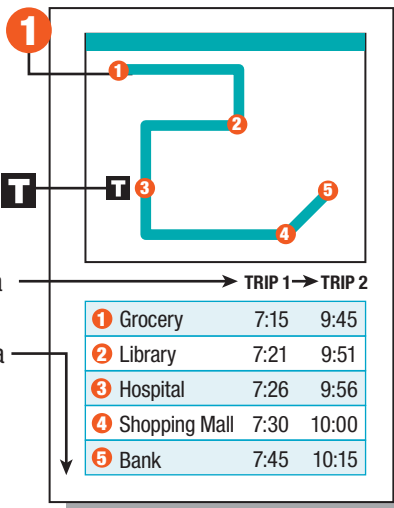 1
1
2
T
T
3
5
4
a
TRIP 1 TRIP 2
a
1 Grocery 7:15 9:45
2 Library 7:21 9:51
3 Hospital 7:26 9:56
4 Shopping Mall 7:30 10:00
5 Bank 7:45 10:15